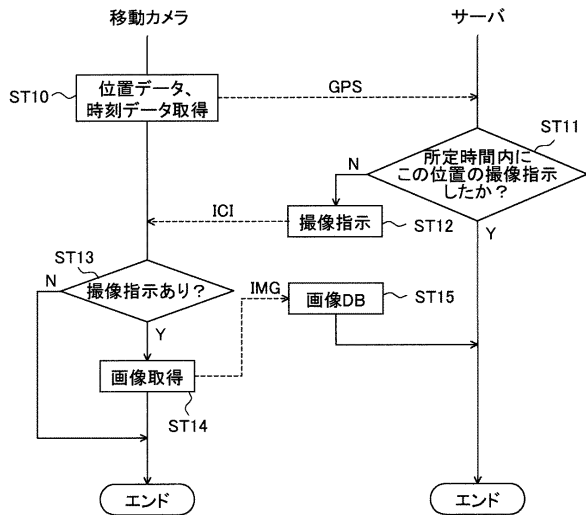 移動カメラ
サーバ
ST10
位置データ、
時刻データ取得
GPS
ST11
所定時間内に
この位置の撮像指示
したか？
N
Y
ICI
撮像指示
ST12
ST13
撮像指示あり？
N
Y
IMG
画像DB
ST15
画像取得
ST14
エンド
エンド